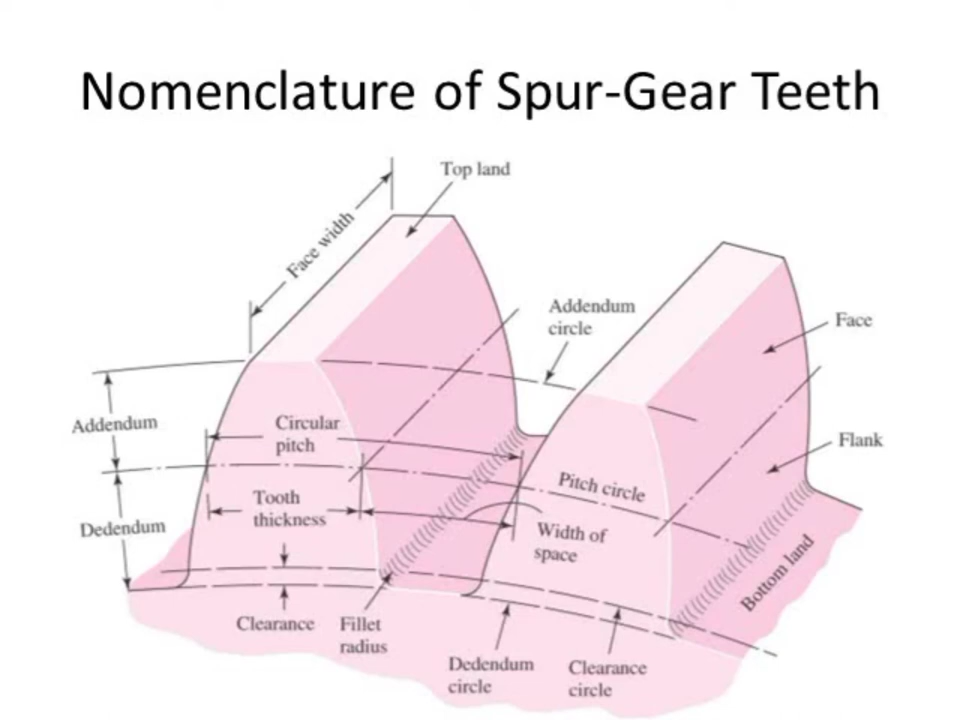 Nomenclature of Spur-Gear Teeth
Top land
Face width
Addendum
circle
Face
Addendum
Circular
pitch
Flank
Pitch circle
Tooth
thickness
Dedendum
Width of
space
Bottom land
Clearance
Fillet
radius
Dedendum
circle
Clearance
circle